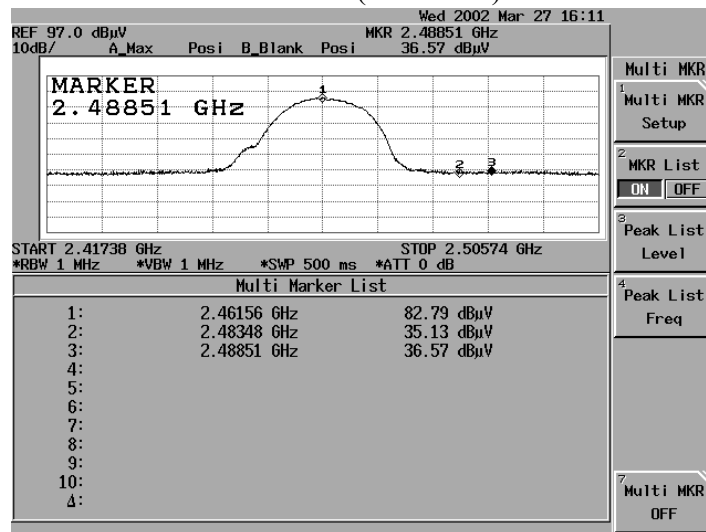 Wed 2002 Mar 27 16:11
REF 97.0 dBµV MKR 2.48851 GHz
10dB/ A_Max Posi B_Blank Posi 36.57 dBµV
MARKER
2.48851 GHz
1
2 3
START 2.41738 GHz STOP 2.50574 GHz
*RBW 1 MHz *VBW 1 MHz *SWP 500 ms *ATT 0 dB
Multi Marker List
1: 2.46156 GHz 82.79 dBµV
2: 2.48348 GHz 35.13 dBµV
3: 2.48851 GHz 36.57 dBµV
4:
5:
6:
7:
8:
9:
10:
Δ:
Multi MKR
1
Multi MKR
Setup
2
MKR List
ON OFF
3
Peak List
Level
4
Peak List
Freq
7
Multi MKR
OFF